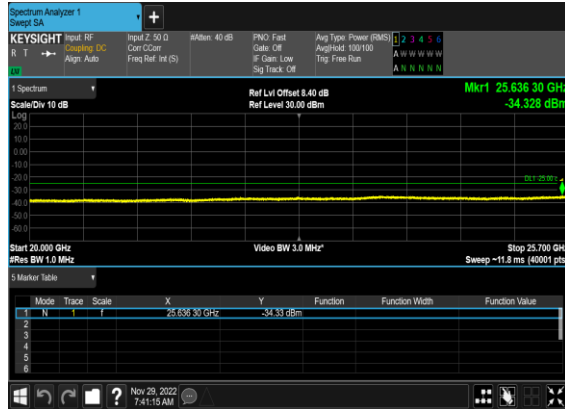 Spectrum Analyzer 1
Swept SA
+
KEYSIGHT Input: RF Input Z: 50 Ω #Atten: 40 dB PNO: Fast Avg Type: Power (RMS) 1 2 3 4 5 6
R T Coupling: DC Corr CCorr Gate: Off Avg|Hold: 100/100 A W W W W W
Align: Auto Freq Ref: Int (S) IF Gain: Low Trig: Free Run
Sig Track: Off A N N N N N
1 Spectrum Ref Lvl Offset 8.40 dB Mkr1 25.636 30 GHz
Scale/Div 10 dB Ref Level 30.00 dBm -34.328 dBm
Log
20.0
10.0
0.00
-10.0
-20.0
-30.0
-40.0
-50.0
-60.0
Start 20.000 GHz Video BW 3.0 MHz* Stop 25.700 GHz
#Res BW 1.0 MHz Sweep ~11.8 ms (40001 pts)
5 Marker Table
Mode Trace Scale X Y Function Function Width Function Value
1 N 1 f 25.636 30 GHz -34.33 dBm
2
3
4
5
6
? Nov 29, 2022
7:41:15 AM